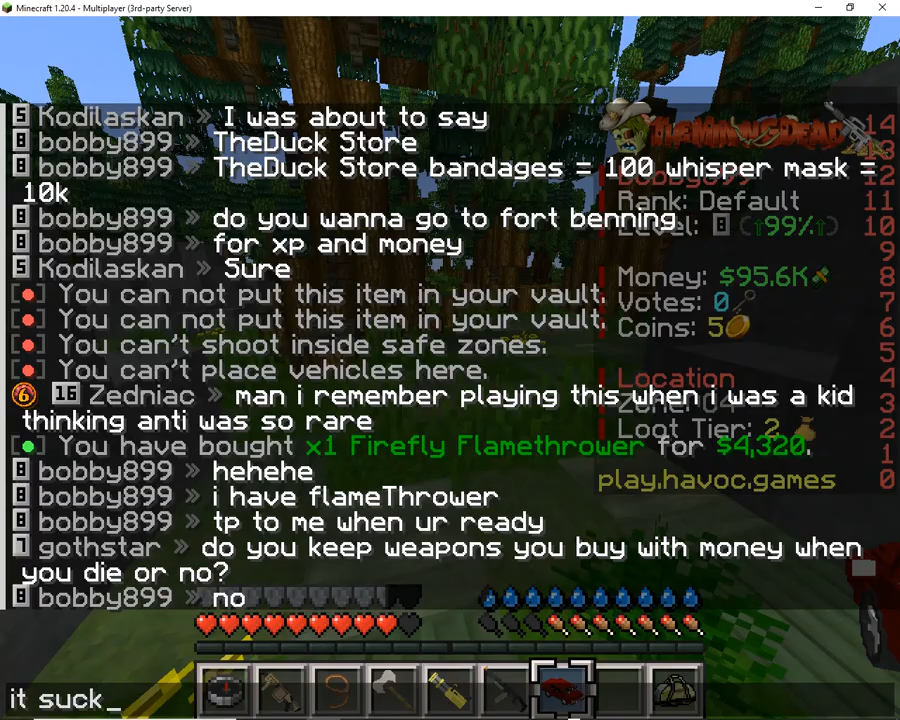 Minecraft 1.20.4 - Multiplayer (3rd-party Server)
5 Kodilaskan » I was about to say
8 bobby899 » TheDuck Store
8 bobby899 » TheDuck Store bandages = 100 whisper mask =
10k
8 bobby899 » do you wanna go to fort benning
8 bobby899 » for xp and money
5 Kodilaskan » Sure
[●] You can not put this item in your vault.
[●] You can not put this item in your vault.
[●] You can't shoot inside safe zones.
[●] You can't place vehicles here.
6 16 Zedniac » man i remember playing this when i was a kid
thinking anti was so rare
[●] You have bought x1 Firefly Flamethrower for $4,320.
8 bobby899 » hehehe
8 bobby899 » i have flameThrower
8 bobby899 » tp to me when ur ready
1 gothstar » do you keep weapons you buy with money when
you die or no?
8 bobby899 » no
it suck_
THEMININGDEAD 14
13
Bobby899 12
Rank: Default 11
Level: 8 (↑99%↑) 10
9
Money: $95.6K 8
Votes: 0 7
Coins: 5 6
5
Location 4
3
Loot Tier: 2 2
1
play.havoc.games 0